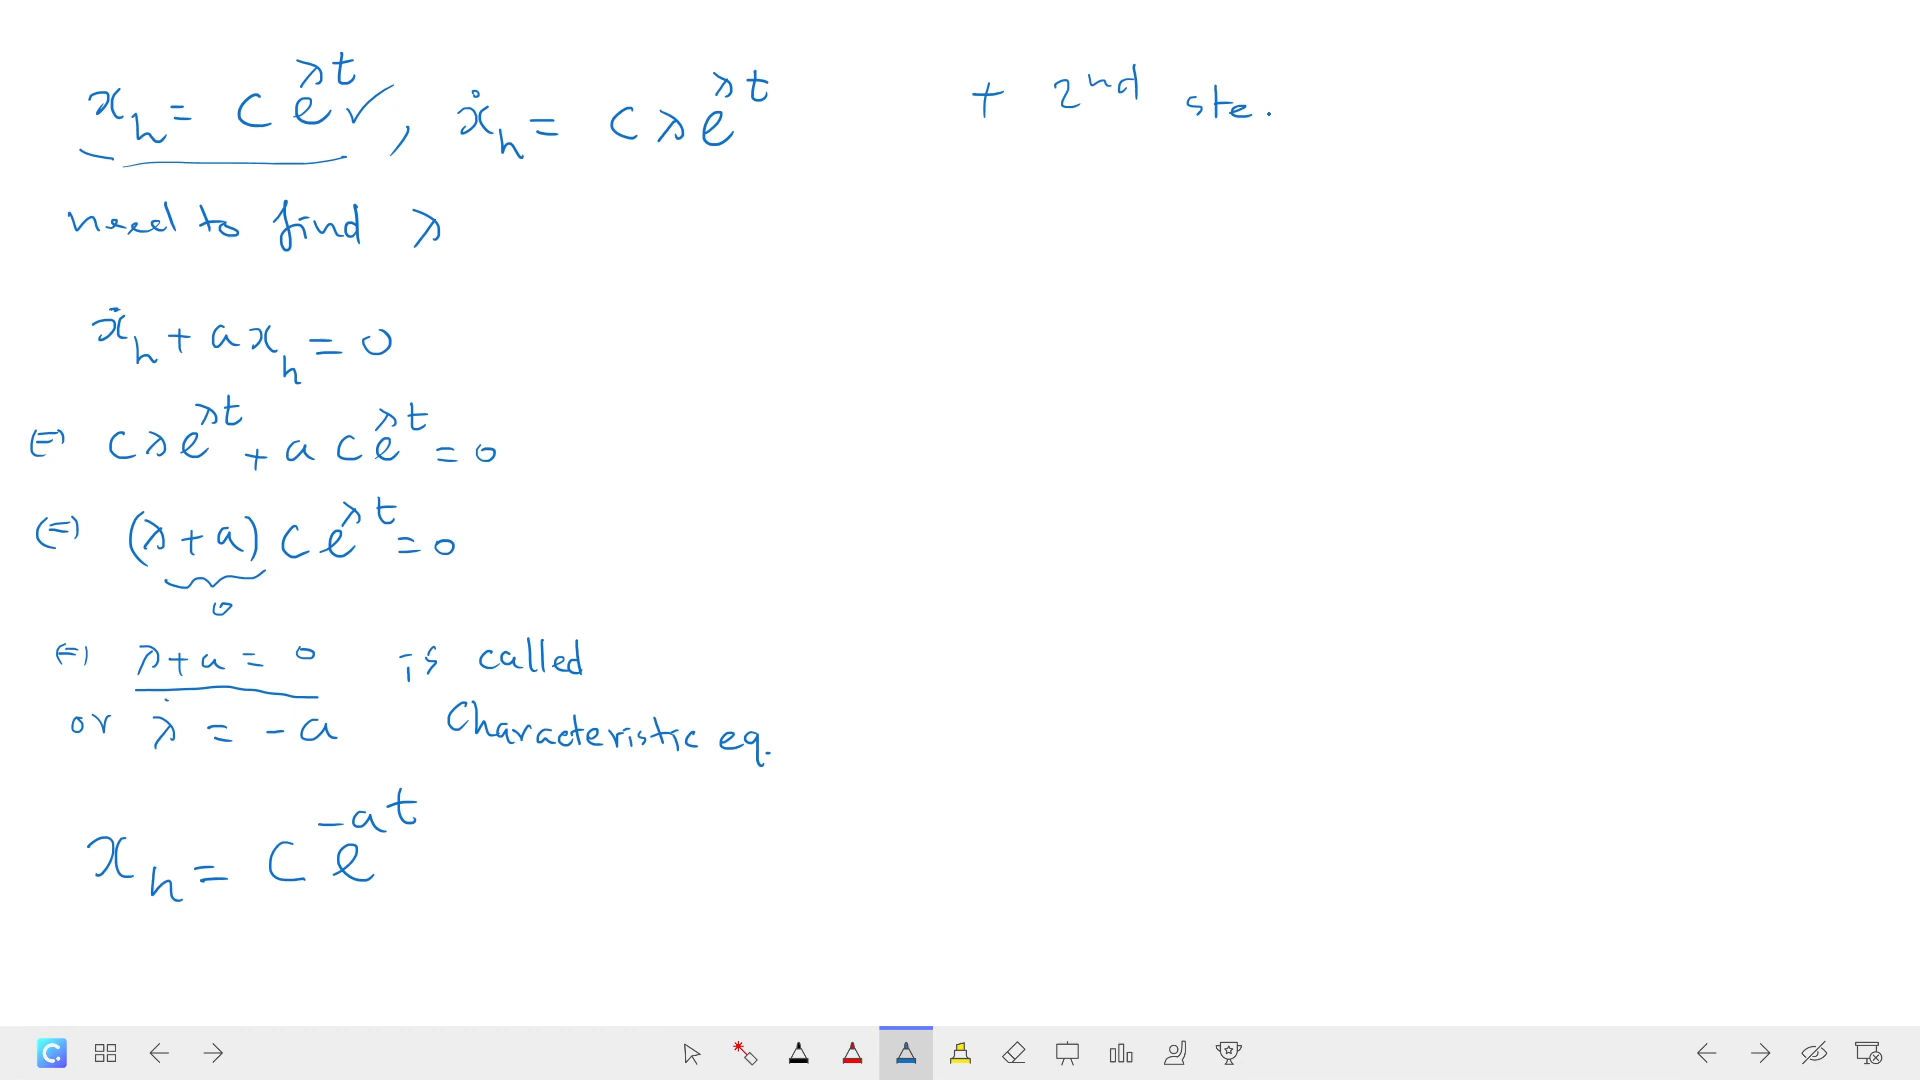 x_h = c e^{λt} ✓, ẋ_h = c λ e^{λt}
need to find λ
ẋ_h + a x_h = 0
(=) c λ e^{λt} + a c e^{λt} = 0
(=) (λ + a) c e^{λt} = 0
0
(=) λ + a = 0 is called
or λ = -a Characteristic eq.
x_h = c e^{-at}
+ 2nd ste.